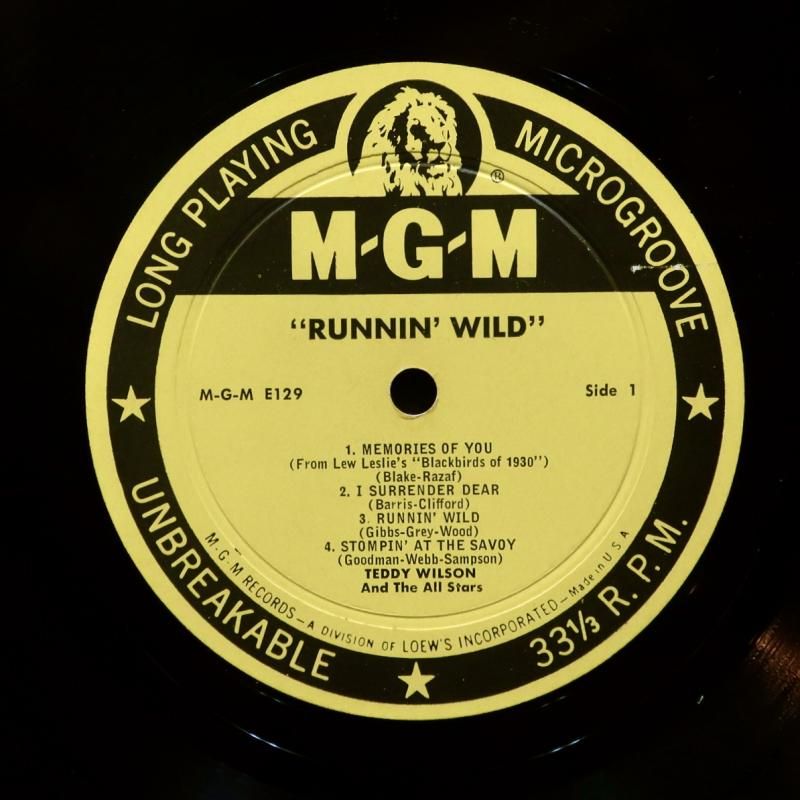 LONG PLAYING
MICROGROOVE
®
M-G-M
"RUNNIN' WILD"
M-G-M E129
Side 1
1. MEMORIES OF YOU
(From Lew Leslie's "Blackbirds of 1930")
(Blake-Razaf)
2. I SURRENDER DEAR
(Barris-Clifford)
3. RUNNIN' WILD
(Gibbs-Grey-Wood)
4. STOMPIN' AT THE SAVOY
(Goodman-Webb-Sampson)
TEDDY WILSON
And The All Stars
M-G-M RECORDS — A DIVISION OF LOEW'S INCORPORATED — Made in U S A
UNBREAKABLE
33⅓ R.P.M.